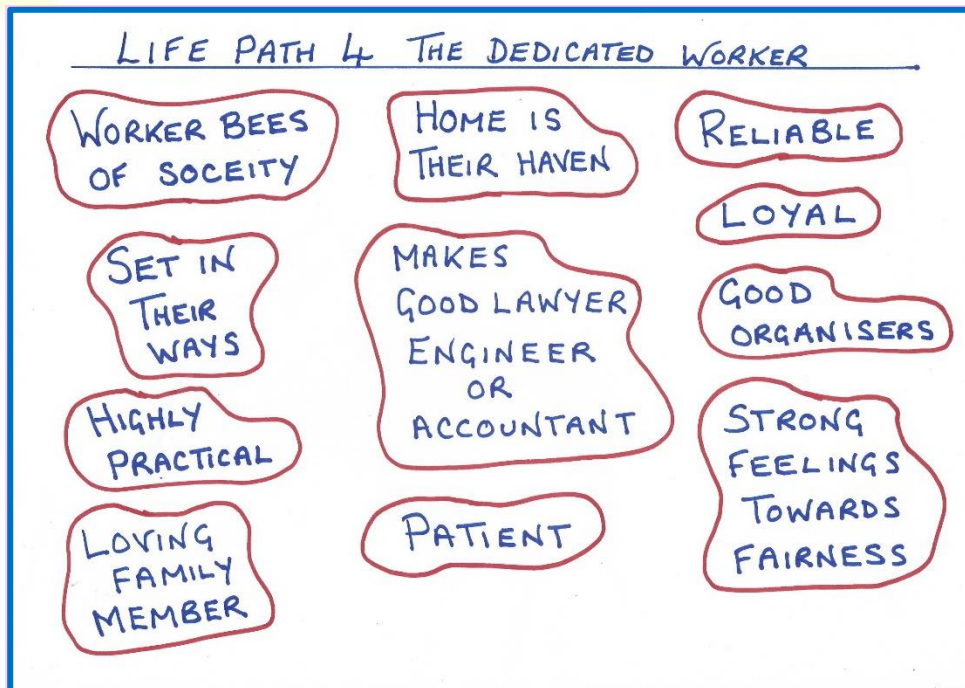 LIFE PATH 4 THE DEDICATED WORKER
WORKER BEES
OF SOCEITY
SET IN
THEIR
WAYS
HIGHLY
PRACTICAL
LOVING
FAMILY
MEMBER
HOME IS
THEIR HAVEN
MAKES
GOOD LAWYER
ENGINEER
OR
ACCOUNTANT
PATIENT
RELIABLE
LOYAL
GOOD
ORGANISERS
STRONG
FEELINGS
TOWARDS
FAIRNESS